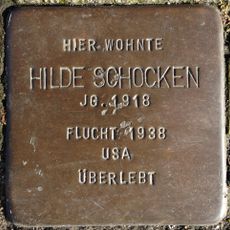 HIER WOHNTE
HILDE SCHOCKEN
JG. 1918
FLUCHT 1938
USA
ÜBERLEBT